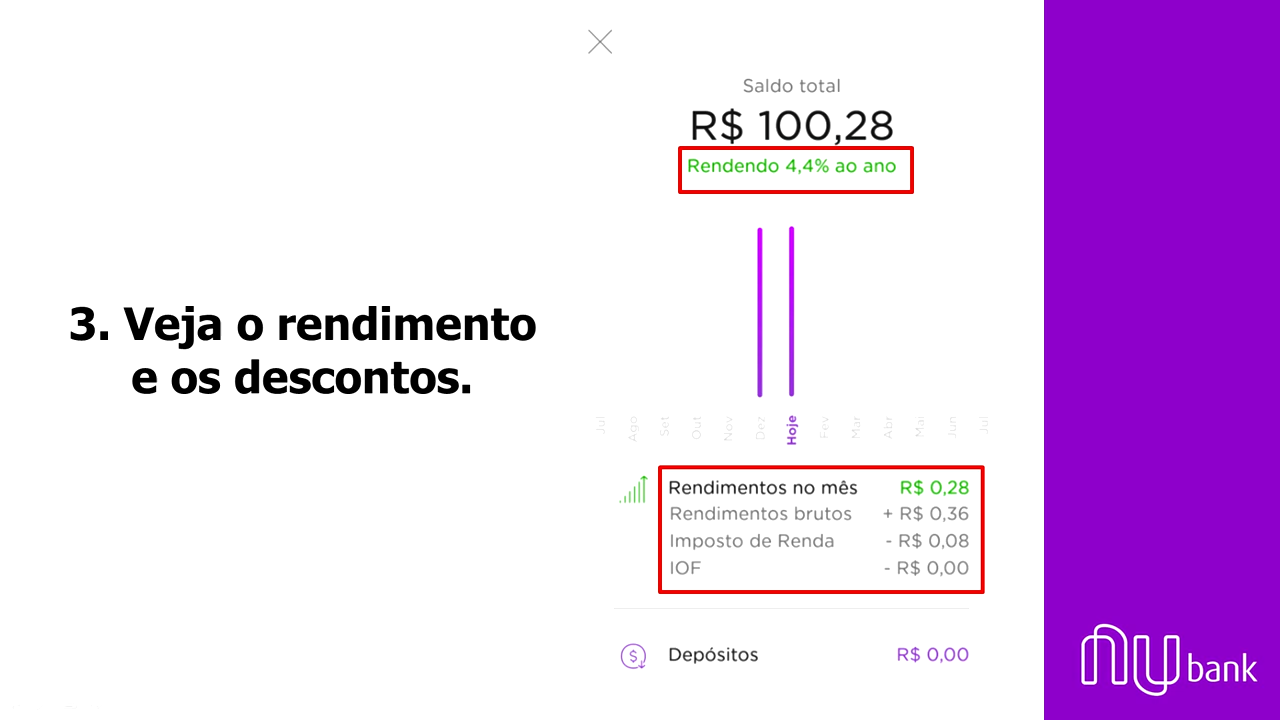 3. Veja o rendimento
e os descontos.
Saldo total
R$ 100,28
Rendendo 4,4% ao ano
Jul Ago Set Out Nov Dez Hoje Fev Mar Abr Mai Jun Jul
Rendimentos no mês R$ 0,28
Rendimentos brutos + R$ 0,36
Imposto de Renda - R$ 0,08
IOF - R$ 0,00
Depósitos R$ 0,00
nubank